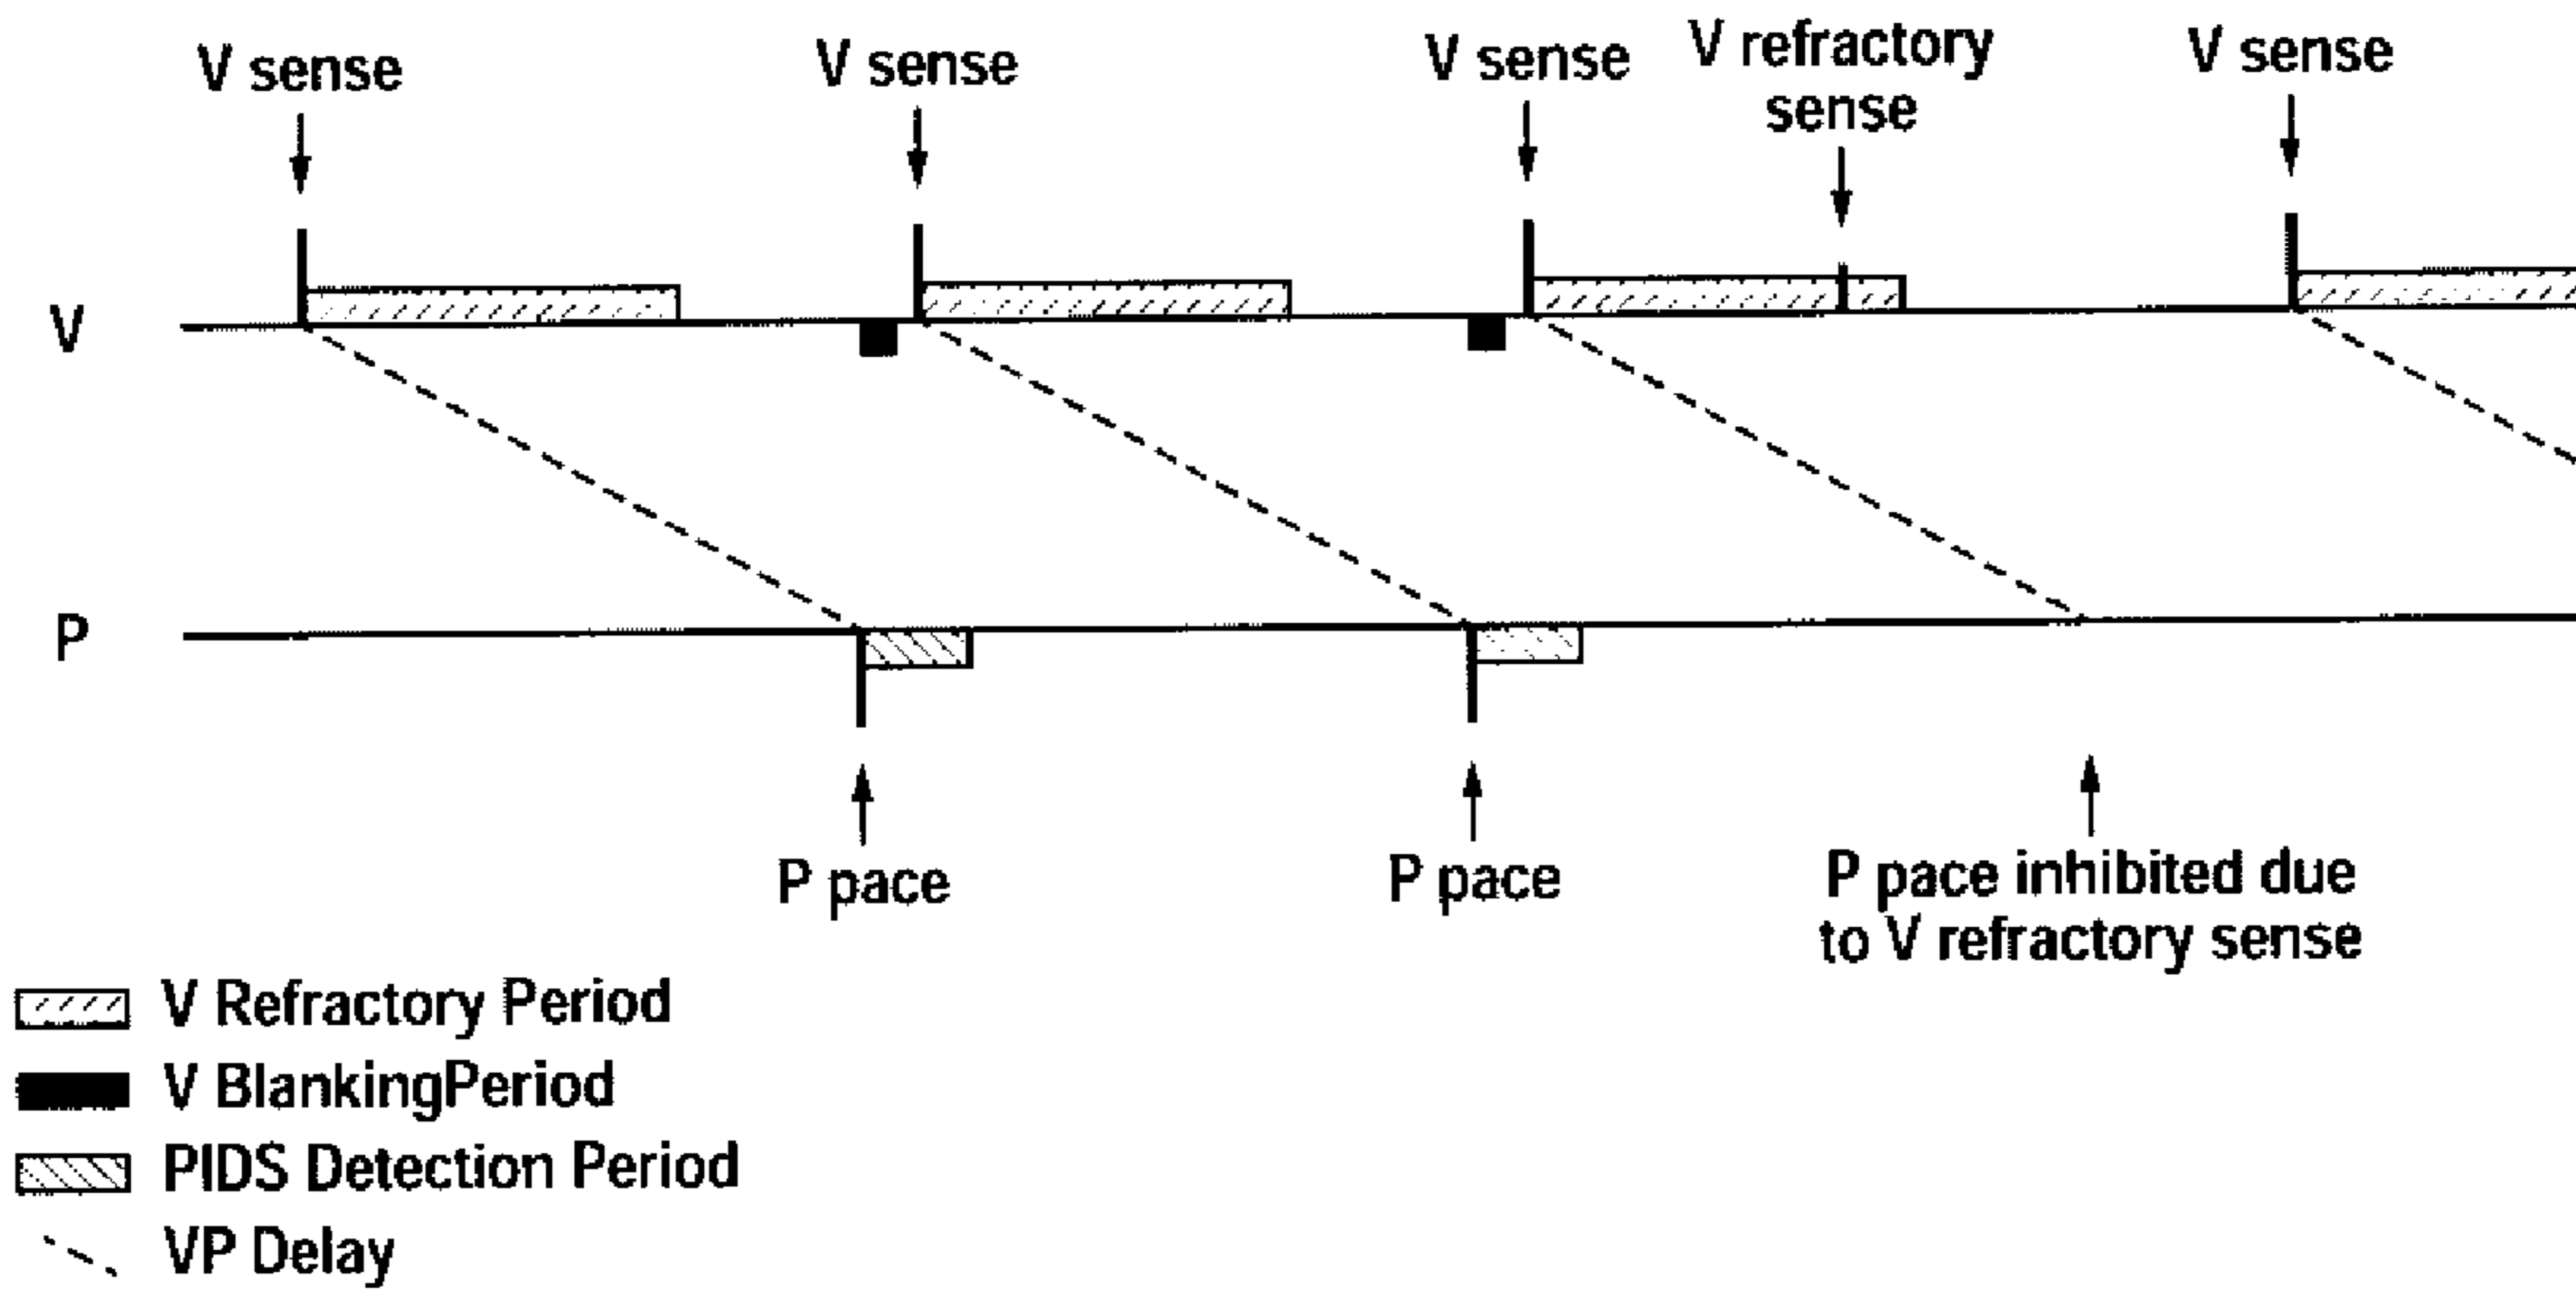 V sense
V sense
V sense
V refractory
sense
V sense
V
P
P pace
P pace
P pace inhibited due
to V refractory sense
V Refractory Period
V BlankingPeriod
PIDS Detection Period
VP Delay